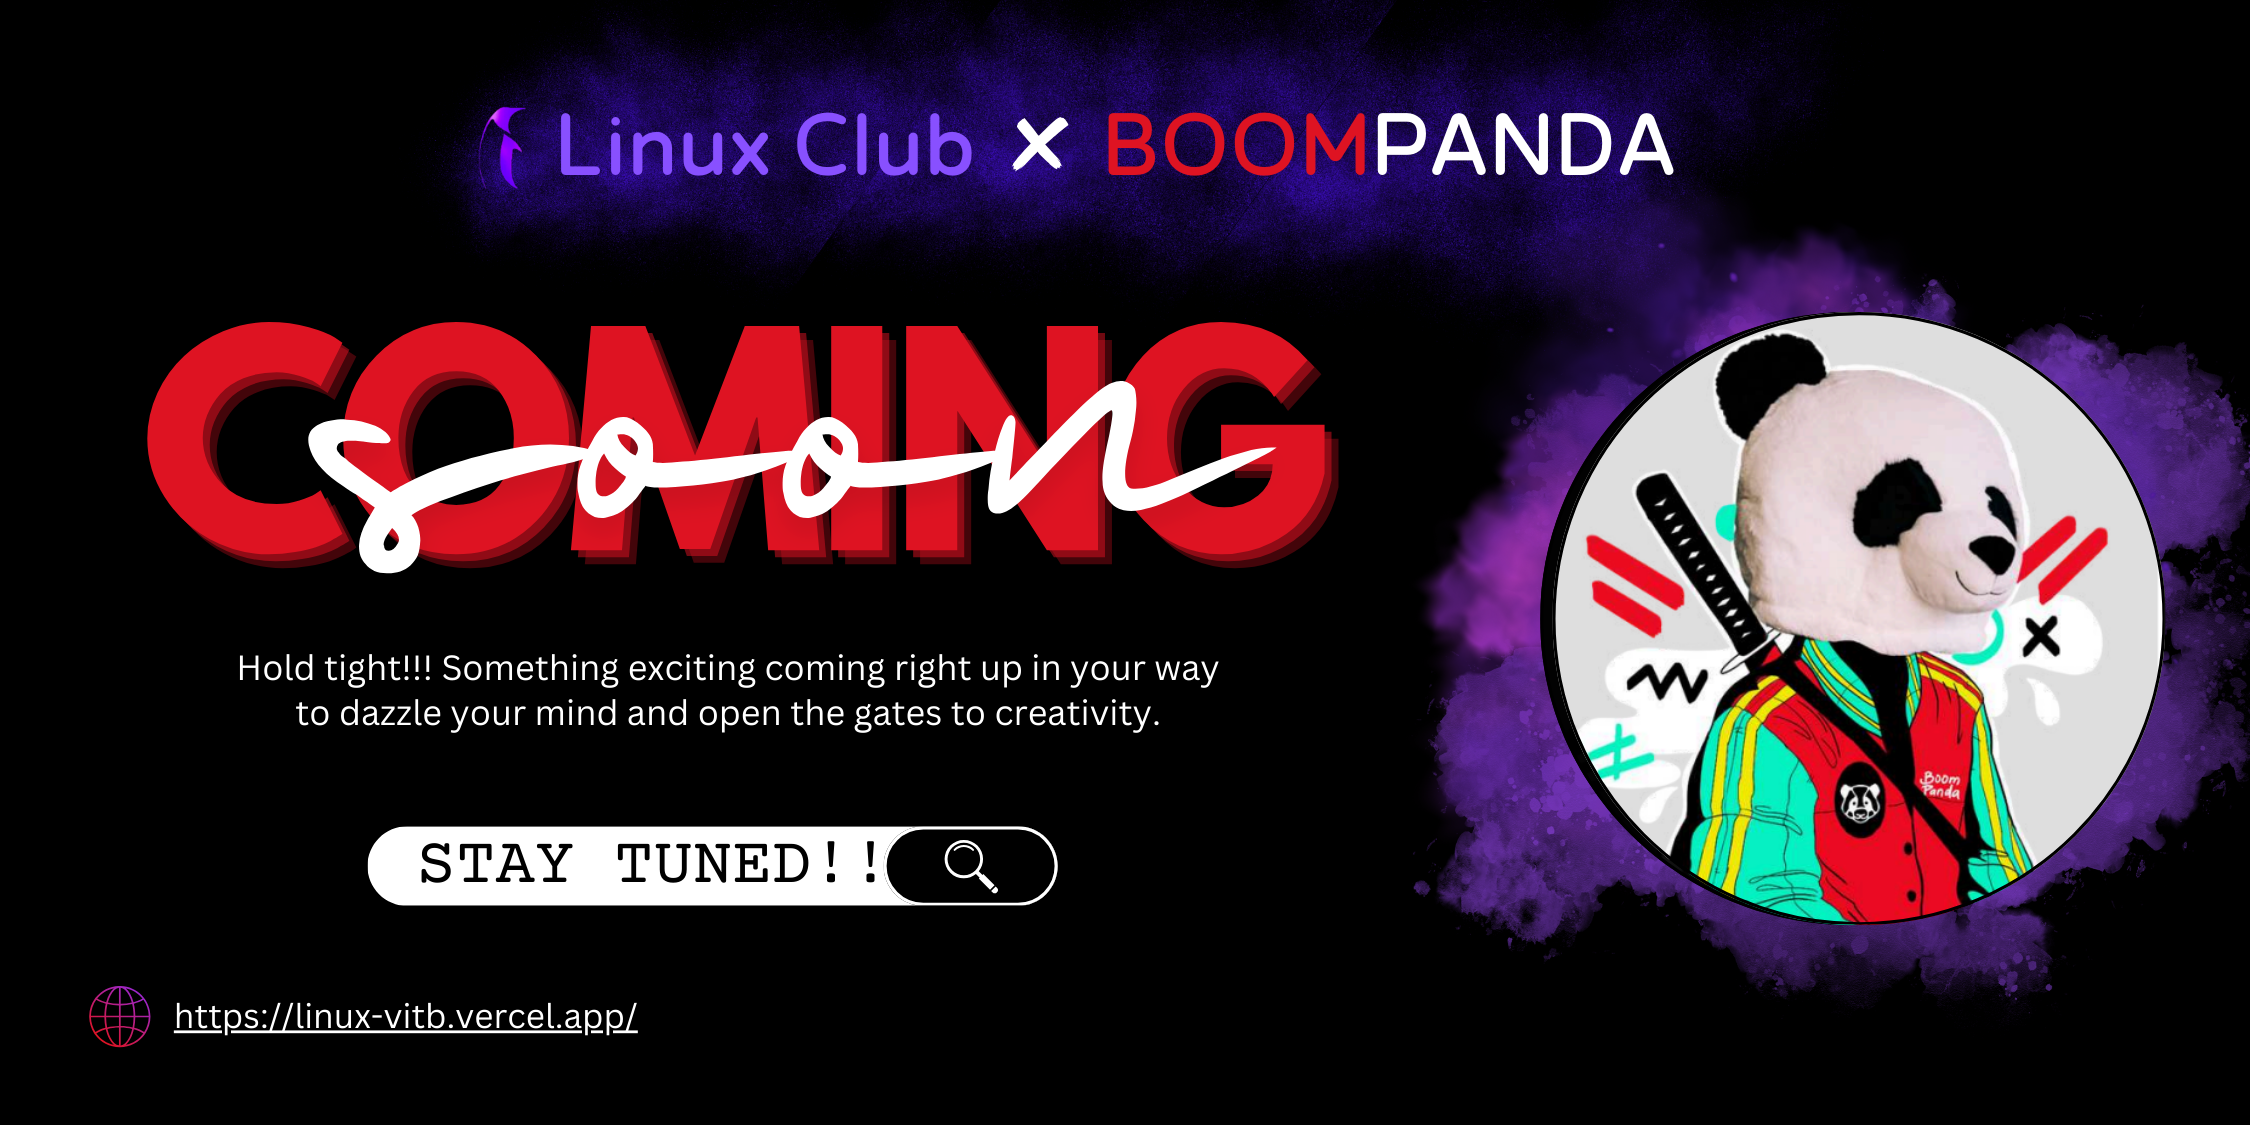 Linux Club × BOOMPANDA
COMING
soon
Hold tight!!! Something exciting coming right up in your way
to dazzle your mind and open the gates to creativity.
STAY TUNED!!
Boom
Panda
https://linux-vitb.vercel.app/